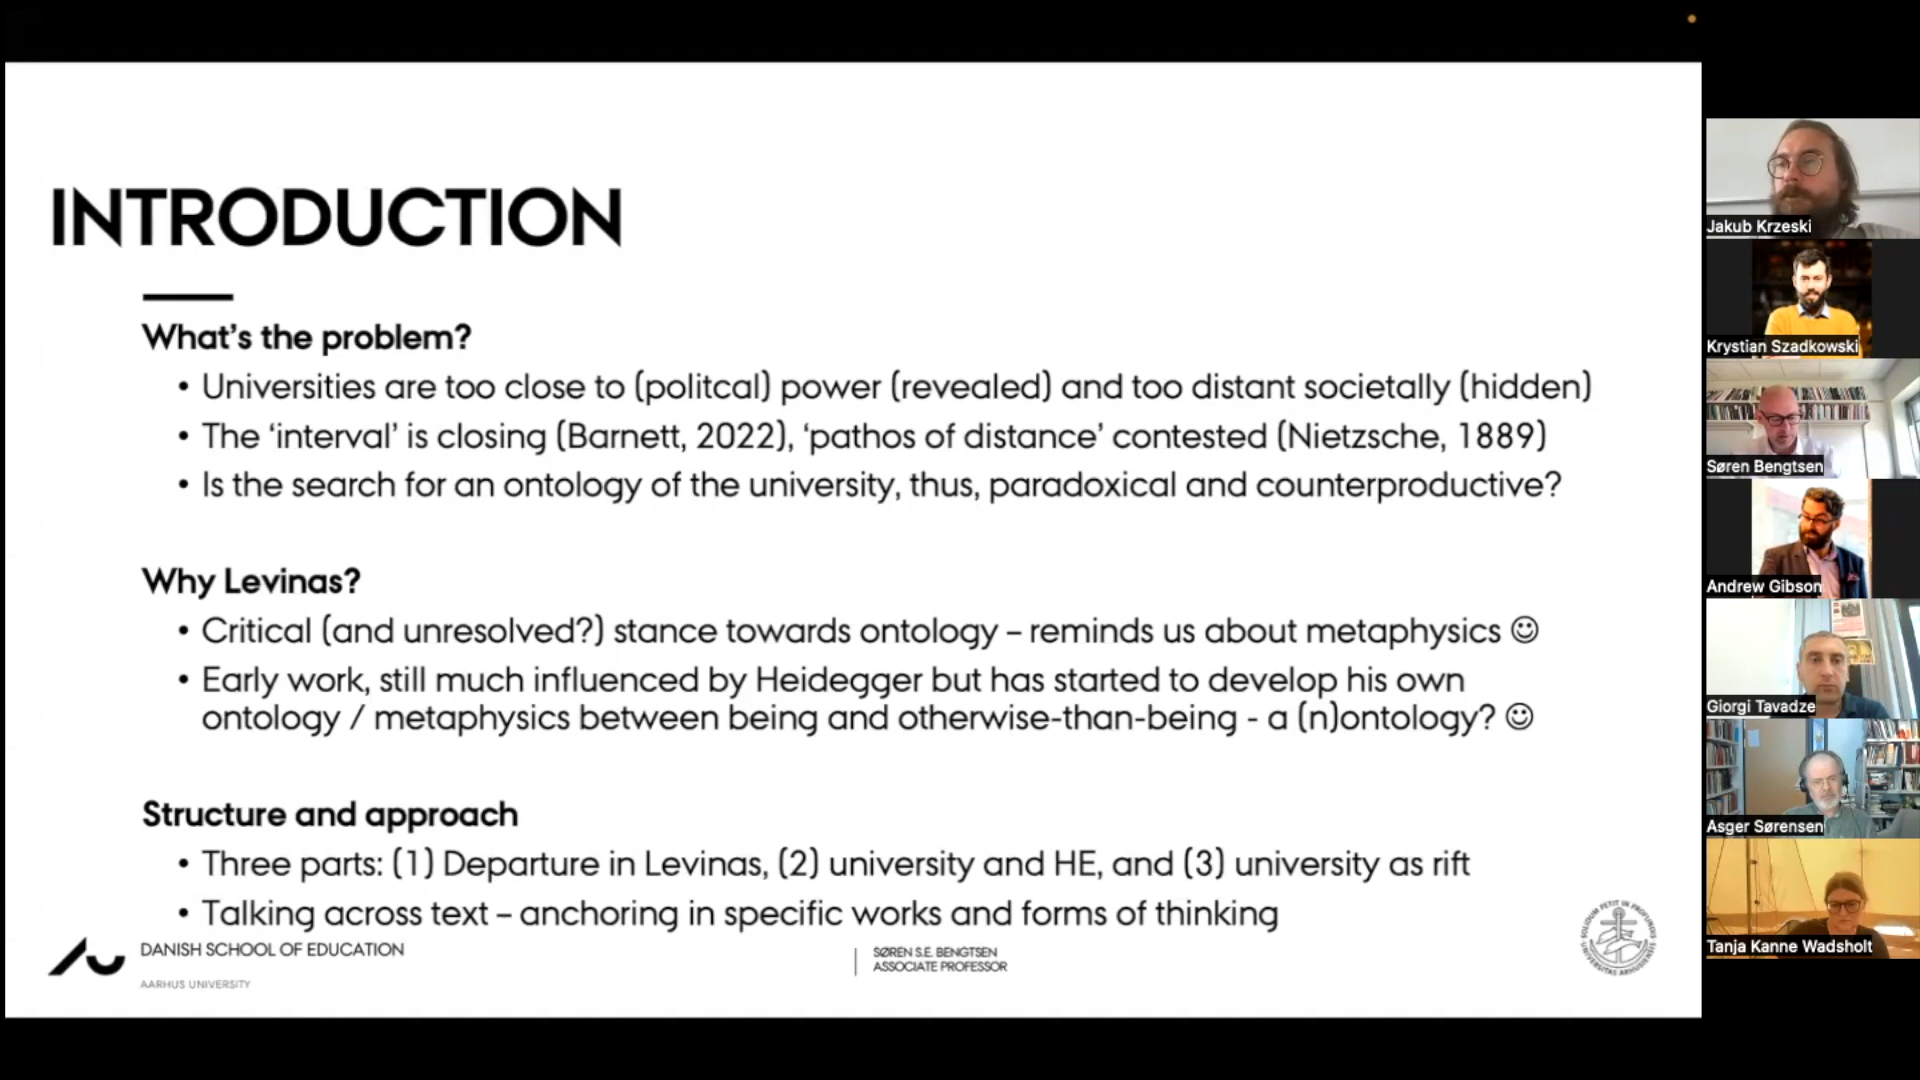 INTRODUCTION
What's the problem?
• Universities are too close to (politcal) power (revealed) and too distant societally (hidden)
• The 'interval' is closing (Barnett, 2022), 'pathos of distance' contested (Nietzsche, 1889)
• Is the search for an ontology of the university, thus, paradoxical and counterproductive?
Why Levinas?
• Critical (and unresolved?) stance towards ontology – reminds us about metaphysics ☺
• Early work, still much influenced by Heidegger but has started to develop his own
ontology / metaphysics between being and otherwise-than-being - a (n)ontology? ☺
Structure and approach
• Three parts: (1) Departure in Levinas, (2) university and HE, and (3) university as rift
• Talking across text – anchoring in specific works and forms of thinking
DANISH SCHOOL OF EDUCATION
AARHUS UNIVERSITY
SØREN S.E. BENGTSEN
ASSOCIATE PROFESSOR
Jakub Krzeski
Krystian Szadkowski
Søren Bengtsen
Andrew Gibson
Giorgi Tavadze
Asger Sørensen
Tanja Kanne Wadsholt